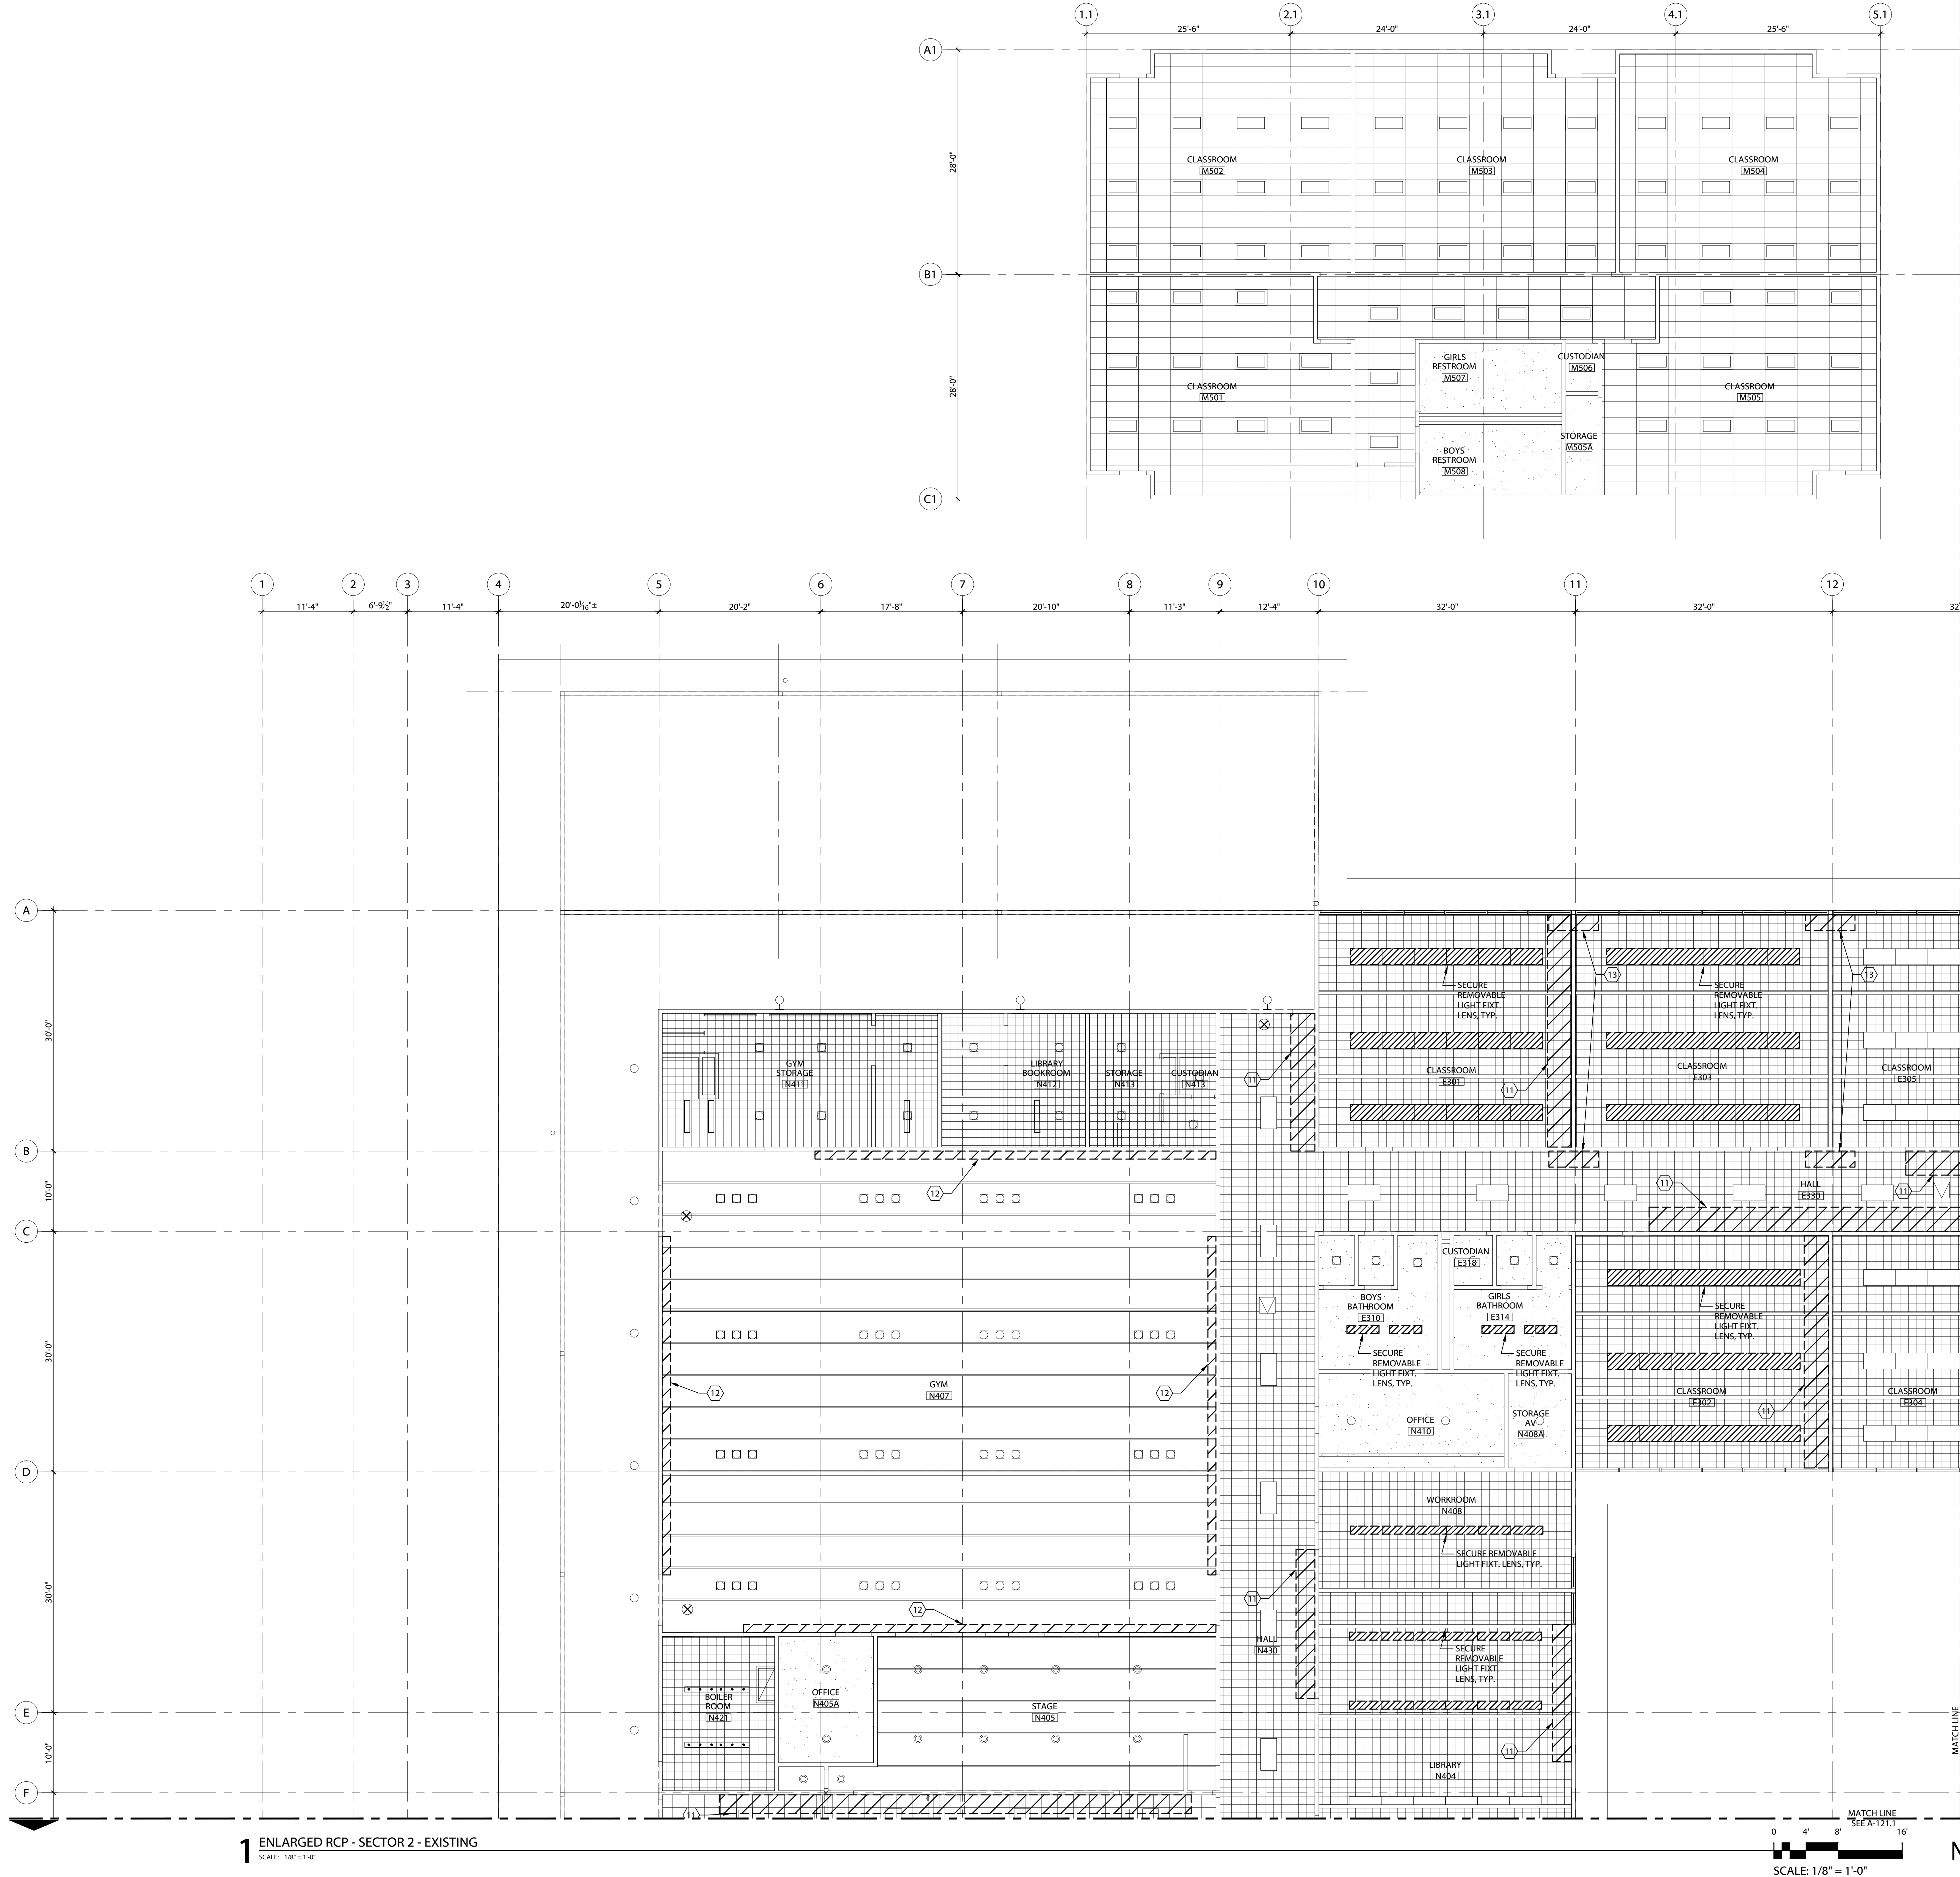 1.1
2.1
3.1
4.1
5.1
25'-6"
24'-0"
24'-0"
25'-6"
A1
B1
C1
28'-0"
28'-0"
CLASSROOM
M502
CLASSROOM
M503
CLASSROOM
M504
GIRLS
RESTROOM
M507
CUSTODIAN
M506
CLASSROOM
M501
CLASSROOM
M505
STORAGE
M505A
BOYS
RESTROOM
M508
1
2
3
4
5
6
7
8
9
10
11
12
11'-4"
6'-9½"
11'-4"
20'-0 1/16"±
20'-2"
17'-8"
20'-10"
11'-3"
12'-4"
32'-0"
32'-0"
32
A
B
C
D
E
F
30'-0"
10'-0"
30'-0"
30'-0"
10'-0"
13
13
SECURE
REMOVABLE
LIGHT FIXT.
LENS, TYP.
SECURE
REMOVABLE
LIGHT FIXT.
LENS, TYP.
GYM
STORAGE
N411
LIBRARY
BOOKROOM
N412
STORAGE
N413
CUSTODIAN
N413
11
CLASSROOM
E301
11
CLASSROOM
E303
CLASSROOM
E305
12
11
HALL
E330
11
CUSTODIAN
E318
BOYS
BATHROOM
E310
GIRLS
BATHROOM
E314
SECURE
REMOVABLE
LIGHT FIXT.
LENS, TYP.
SECURE
REMOVABLE
LIGHT FIXT.
LENS, TYP.
SECURE
REMOVABLE
LIGHT FIXT.
LENS, TYP.
GYM
N407
12
12
OFFICE
N410
STORAGE
AV
N408A
CLASSROOM
E302
11
CLASSROOM
E304
WORKROOM
N408
SECURE REMOVABLE
LIGHT FIXT. LENS, TYP.
11
12
HALL
N430
SECURE
REMOVABLE
LIGHT FIXT.
LENS, TYP.
BOILER
ROOM
N421
OFFICE
N405A
STAGE
N405
11
LIBRARY
N404
11
MATCH LINE
MATCH LINE
SEE A-121.1
1
ENLARGED RCP - SECTOR 2 - EXISTING
SCALE: 1/8" = 1'-0"
0 4' 8' 16'
SCALE: 1/8" = 1'-0"
N